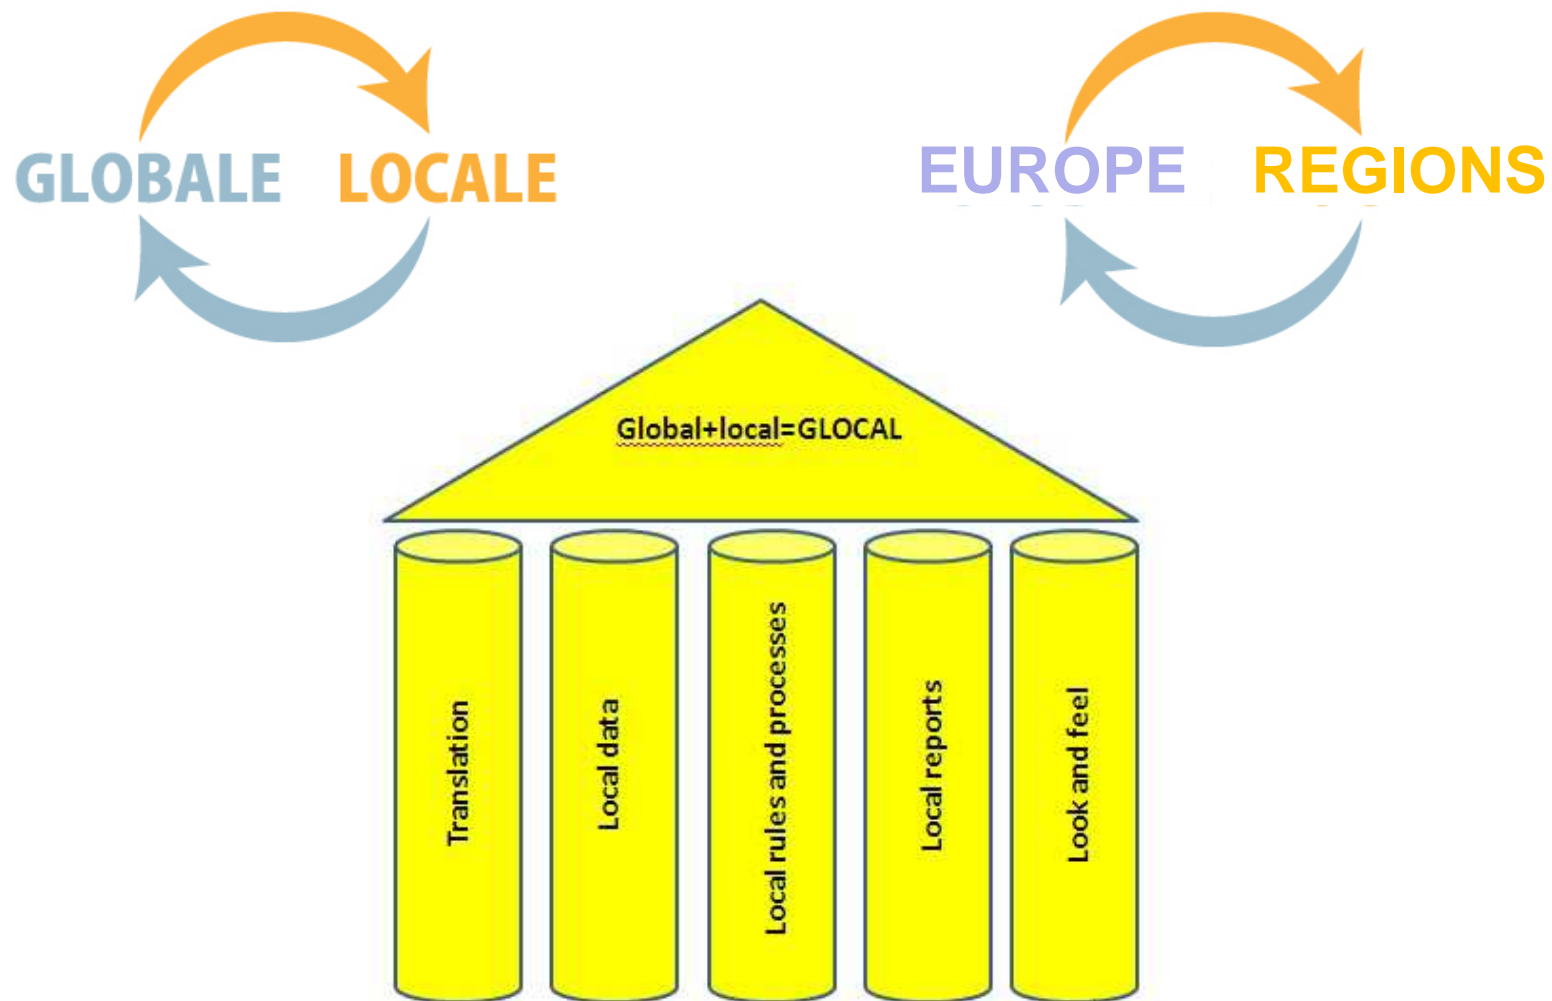 GLOBALE LOCALE
EUROPE REGIONS
Global+local=GLOCAL
Translation
Local data
Local rules and processes
Local reports
Look and feel